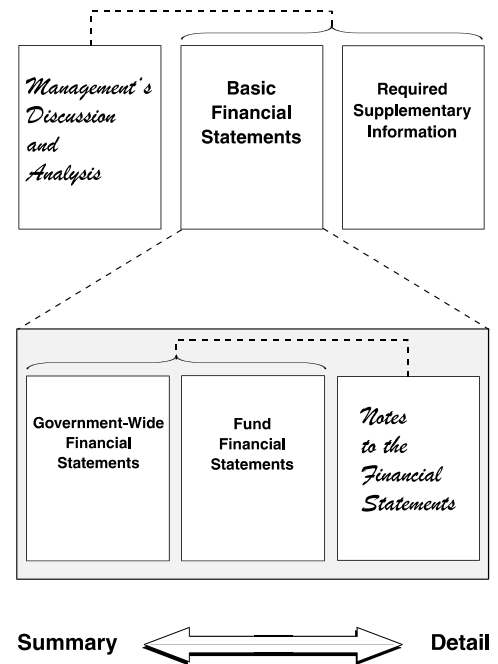 Management's
Discussion
and
Analysis
Basic
Financial
Statements
Required
Supplementary
Information
Government-Wide
Financial
Statements
Fund
Financial
Statements
Notes
to the
Financial
Statements
Summary
Detail